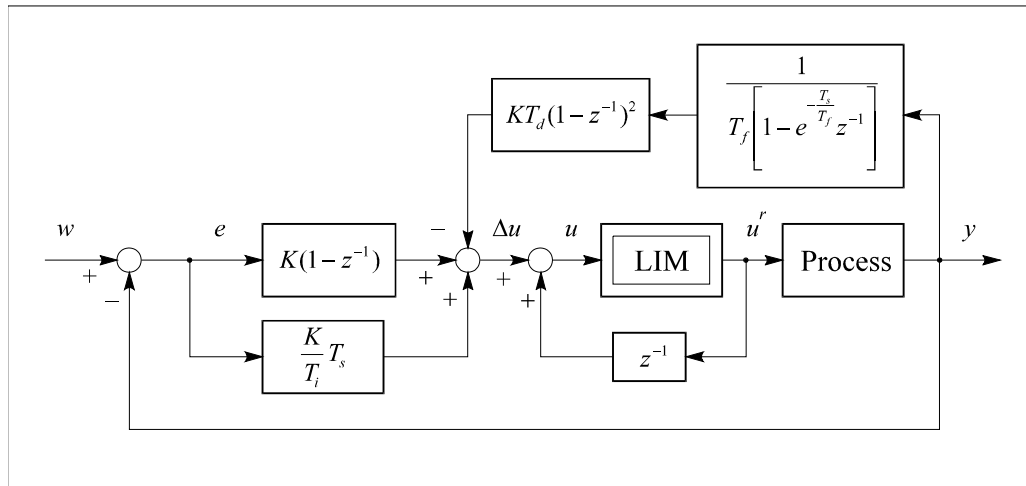 1 / (T_f [1 − e^{−T_s/T_f} z^{−1}])
KT_d(1 − z^{−1})^2
w
e
K(1 − z^{−1})
−
Δu
u
LIM
u^r
Process
y
+
−
+
+
+
+
K/T_i T_s
z^{−1}